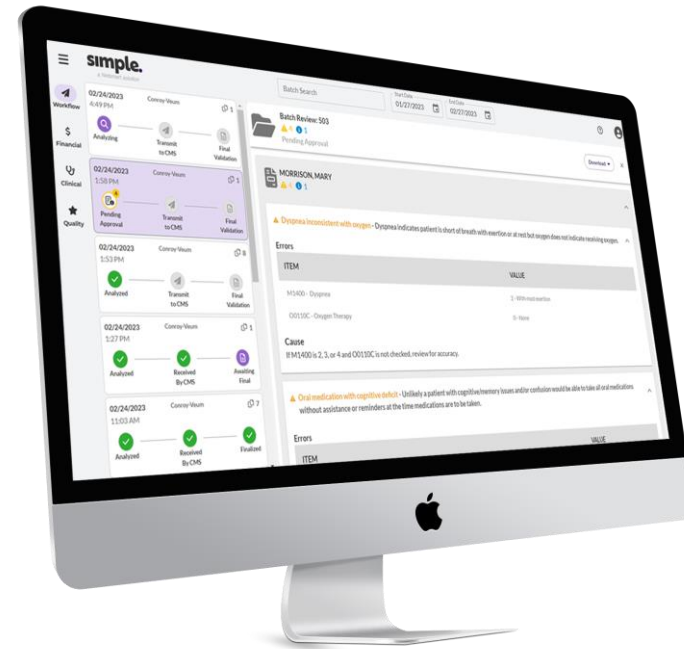 simple.
a Netsmart solution
Workflow
Financial
Clinical
Quality
02/24/2023 Conroy-Veum 1
4:49 PM
Analyzing
Transmit
to CMS
Final
Validation
02/24/2023 Conroy-Veum 1
1:58 PM
Pending
Approval
Transmit
to CMS
Final
Validation
02/24/2023 Conroy-Veum 8
1:53 PM
Analyzed
Transmit
to CMS
Final
Validation
02/24/2023 Conroy-Veum 1
1:27 PM
Analyzed
Received
By CMS
Awaiting
Final
02/24/2023 Conroy-Veum 7
11:03 AM
Analyzed
Received
By CMS
Finalized
Batch Search
Start Date
01/27/2023
End Date
02/27/2023
Batch Review: 503
4 1
Pending Approval
Download
MORRISON, MARY
4 1
Dyspnea inconsistent with oxygen - Dyspnea indicates patient is short of breath with exertion or at rest but oxygen does not indicate receiving oxygen.
Errors
ITEM VALUE
M1400 - Dyspnea
O0110C - Oxygen Therapy
Cause
If M1400 is 2, 3, or 4 and O0110C is not checked, review for accuracy.
Oral medication with cognitive deficit - Unlikely a patient with cognitive/memory issues and/or confusion would be able to take all oral medications
without assistance or reminders at the time medications are to be taken.
Errors
ITEM VALUE